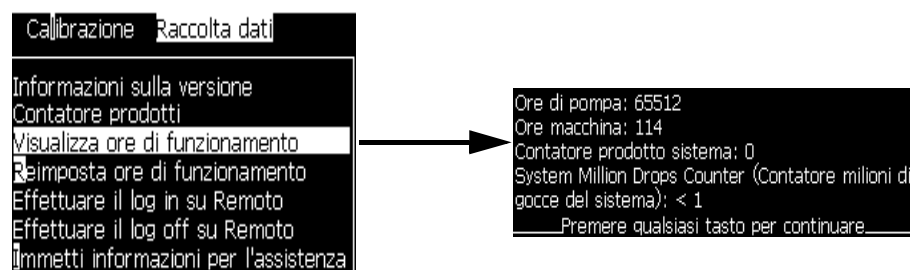 Calibrazione Raccolta dati
Informazioni sulla versione
Contatore prodotti
Visualizza ore di funzionamento
Reimposta ore di funzionamento
Effettuare il log in su Remoto
Effettuare il log off su Remoto
Immetti informazioni per l'assistenza
Ore di pompa: 65512
Ore macchina: 114
Contatore prodotto sistema: 0
System Million Drops Counter (Contatore milioni di
gocce del sistema): < 1
Premere qualsiasi tasto per continuare